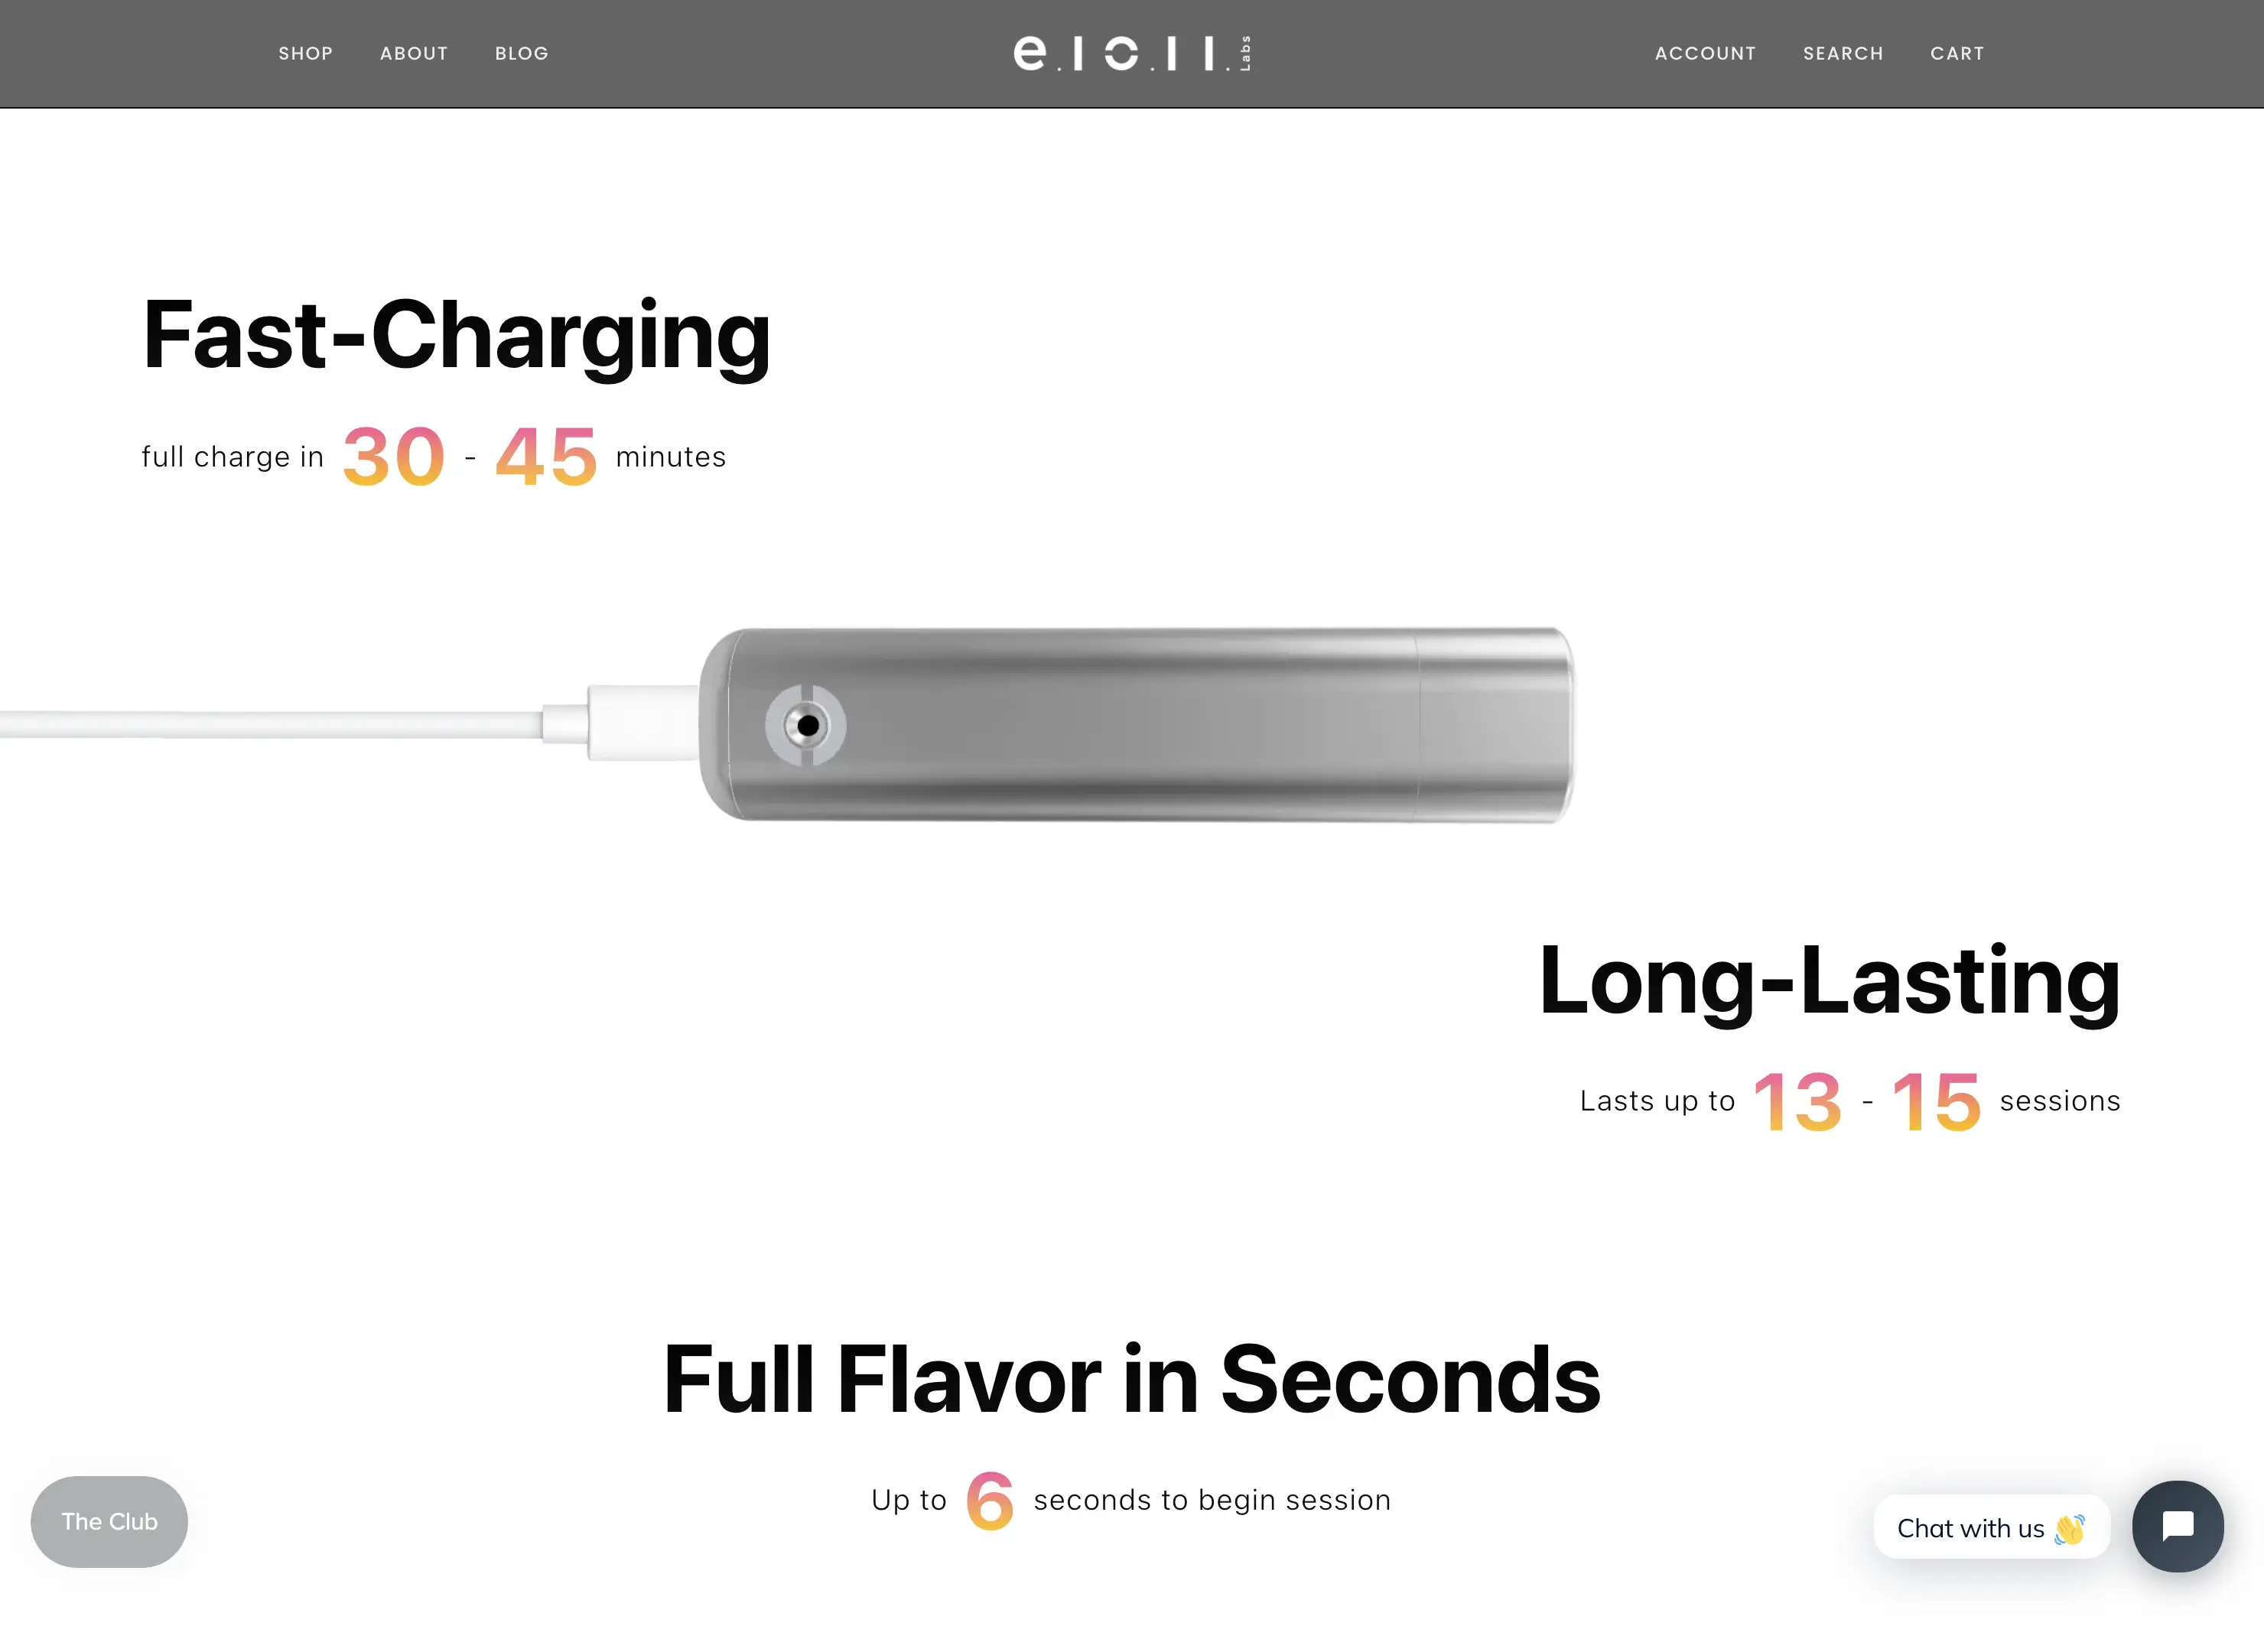 SHOP ABOUT BLOG
e.lo.ll. Labs
ACCOUNT SEARCH CART
Fast-Charging
full charge in 30 - 45 minutes
Long-Lasting
Lasts up to 13 - 15 sessions
Full Flavor in Seconds
Up to 6 seconds to begin session
The Club
Chat with us 👋